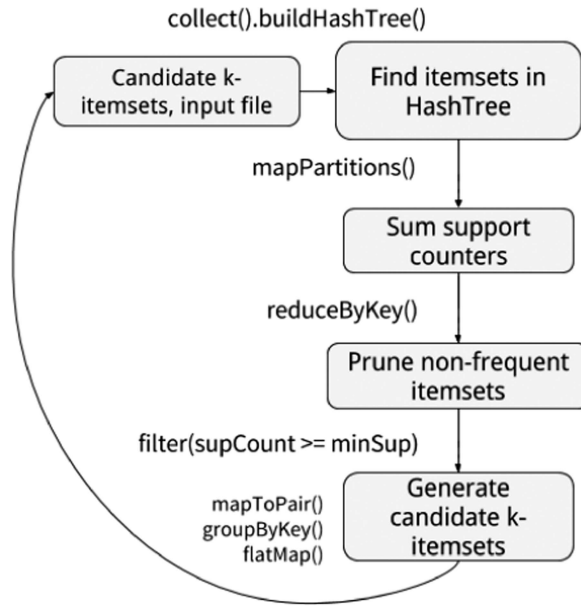 collect().buildHashTree()
Candidate k-
itemsets, input file
Find itemsets in
HashTree
mapPartitions()
Sum support
counters
reduceByKey()
Prune non-frequent
itemsets
filter(supCount >= minSup)
mapToPair()
groupByKey()
flatMap()
Generate
candidate k-
itemsets